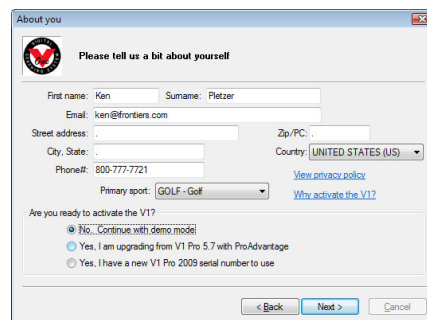 About you
Please tell us a bit about yourself
First name: Ken Surname: Pletzer
Email: ken@frontiers.com
Street address: . Zip/PC: .
City, State: . Country: UNITED STATES (US)
Phone#: 800-777-7721
View privacy policy
Primary sport: GOLF - Golf
Why activate the V1?
Are you ready to activate the V1?
No. Continue with demo mode
Yes, I am upgrading from V1 Pro 5.7 with ProAdvantage
Yes, I have a new V1 Pro 2009 serial number to use
< Back Next > Cancel